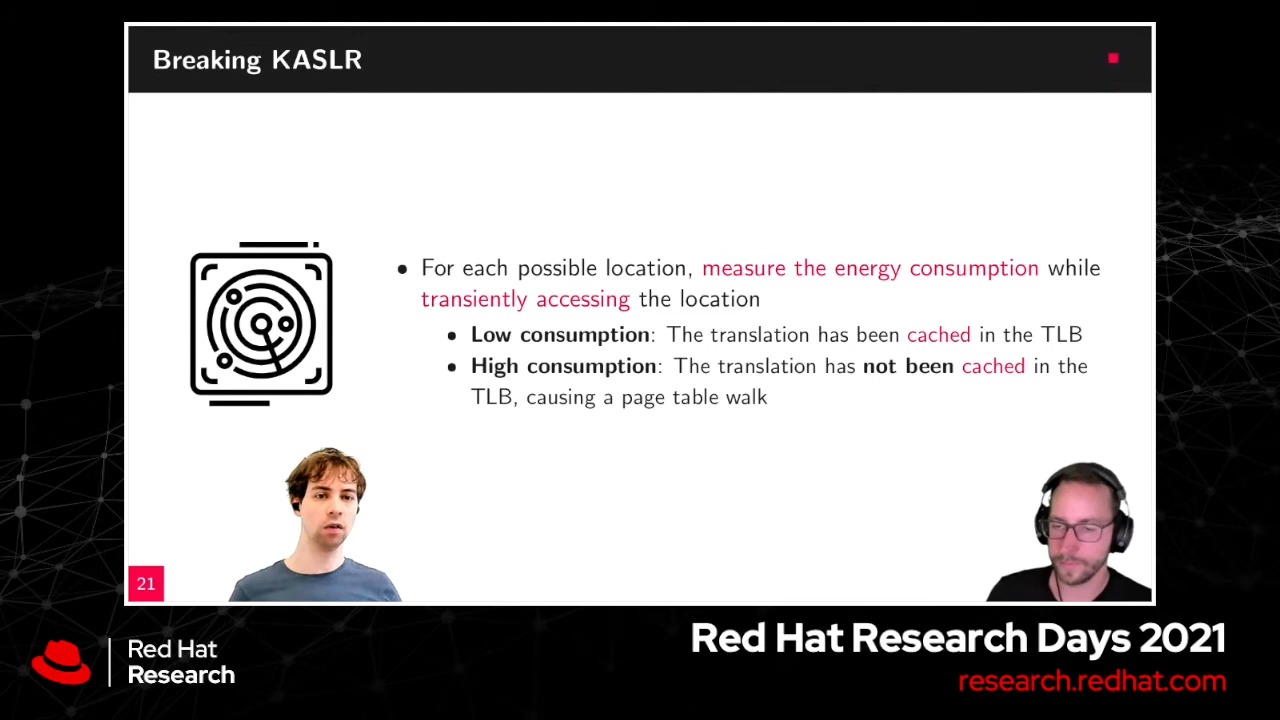 Breaking KASLR
• For each possible location, measure the energy consumption while
transiently accessing the location
• Low consumption: The translation has been cached in the TLB
• High consumption: The translation has not been cached in the
TLB, causing a page table walk
21
Red Hat
Research
Red Hat Research Days 2021
research.redhat.com